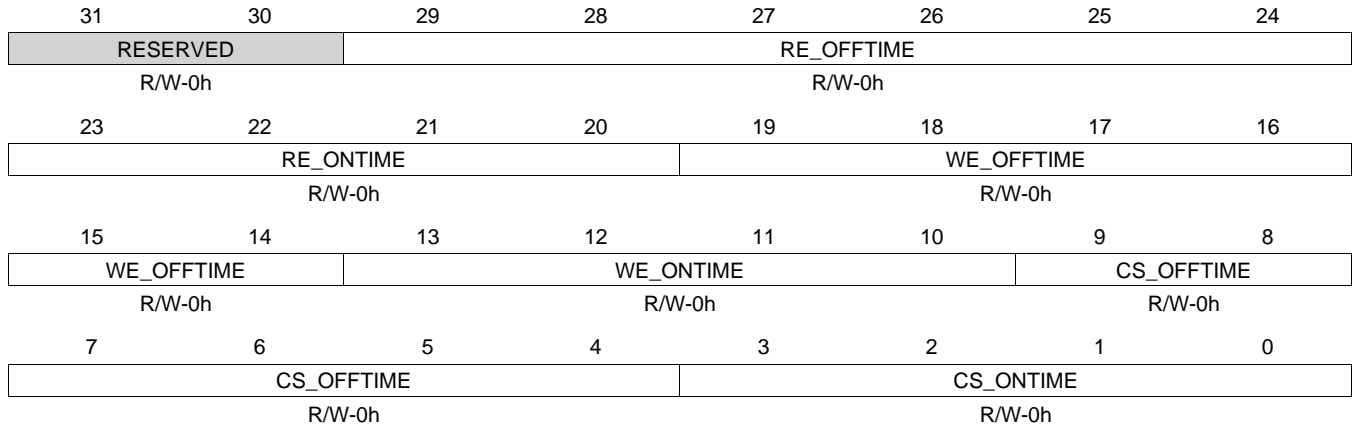 31 30 29 28 27 26 25 24
RESERVED RE_OFFTIME
R/W-0h R/W-0h
23 22 21 20 19 18 17 16
RE_ONTIME WE_OFFTIME
R/W-0h R/W-0h
15 14 13 12 11 10 9 8
WE_OFFTIME WE_ONTIME CS_OFFTIME
R/W-0h R/W-0h R/W-0h
7 6 5 4 3 2 1 0
CS_OFFTIME CS_ONTIME
R/W-0h R/W-0h